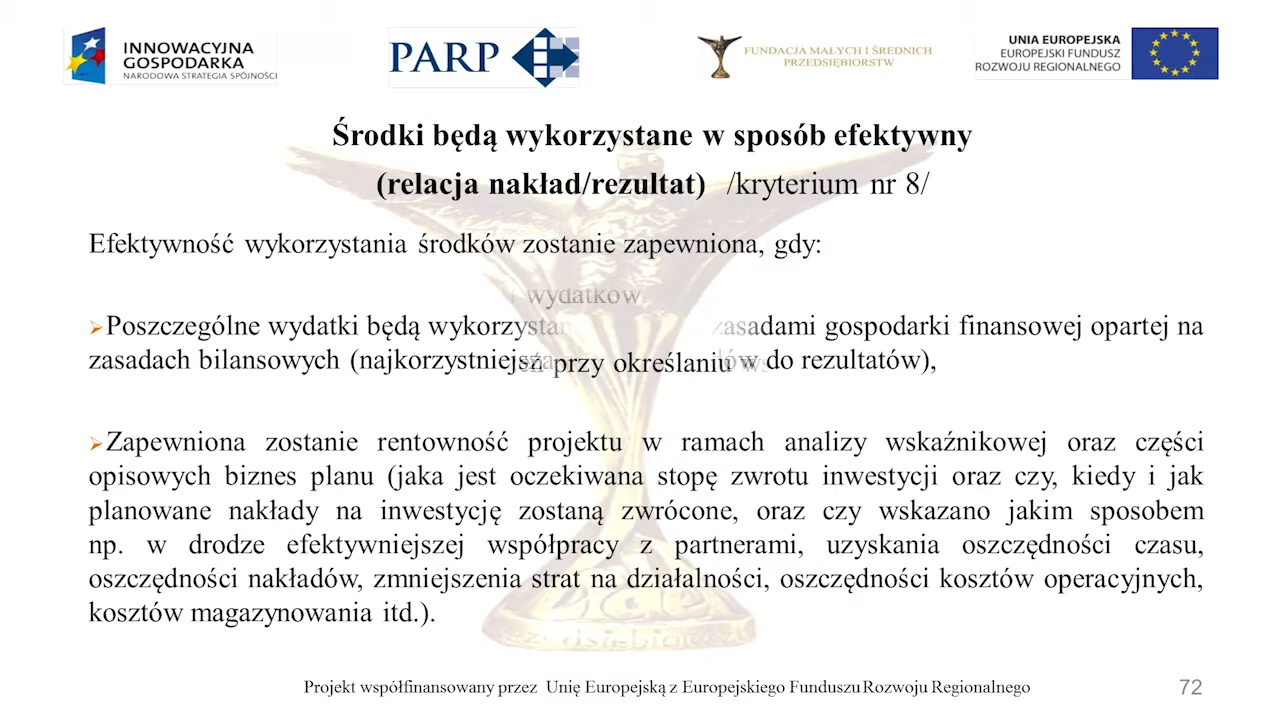 INNOWACYJNA
GOSPODARKA
NARODOWA STRATEGIA SPÓJNOŚCI
PARP
FUNDACJA MAŁYCH I ŚREDNICH
PRZEDSIĘBIORSTW
UNIA EUROPEJSKA
EUROPEJSKI FUNDUSZ
ROZWOJU REGIONALNEGO
Środki będą wykorzystane w sposób efektywny
(relacja nakład/rezultat) /kryterium nr 8/
Efektywność wykorzystania środków zostanie zapewniona, gdy:
wydatków
Poszczególne wydatki będą zasadami gospodarki finansowej opartej na
zasadach bilansowych przy określaniu do rezultatów),
Zapewniona zostanie rentowność projektu w ramach analizy wskaźnikowej oraz części
opisowych biznes planu (jaka jest oczekiwana stopę zwrotu inwestycji oraz czy, kiedy i jak
planowane nakłady na inwestycję zostaną zwrócone, oraz czy wskazano jakim sposobem
np. w drodze efektywniejszej współpracy z partnerami, uzyskania oszczędności czasu,
oszczędności nakładów, zmniejszenia strat na działalności, oszczędności kosztów operacyjnych,
kosztów magazynowania itd.).
Projekt współfinansowany przez Unię Europejską z Europejskiego Funduszu Rozwoju Regionalnego
72